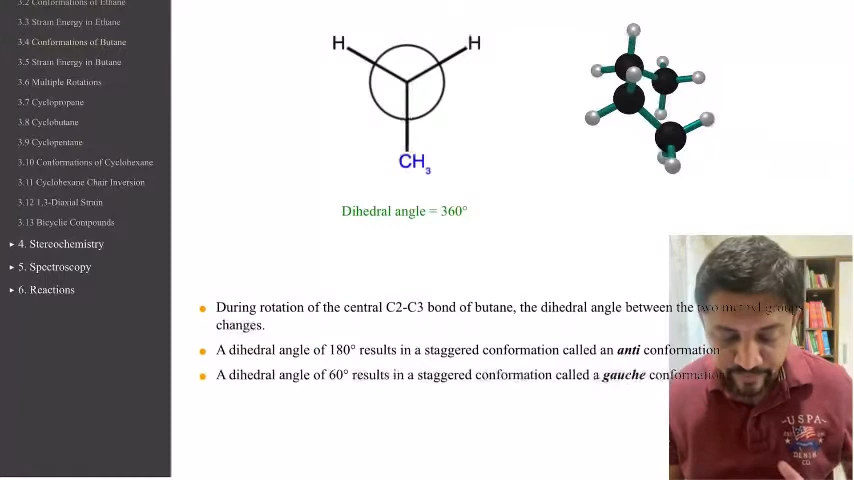 3.2 Conformations of Ethane
3.3 Strain Energy in Ethane
3.4 Conformations of Butane
3.5 Strain Energy in Butane
3.6 Multiple Rotations
3.7 Cyclopropane
3.8 Cyclobutane
3.9 Cyclopentane
3.10 Conformations of Cyclohexane
3.11 Cyclohexane Chair Inversion
3.12 1,3-Diaxial Strain
3.13 Bicyclic Compounds
▸ 4. Stereochemistry
▸ 5. Spectroscopy
▸ 6. Reactions
H H
CH3
Dihedral angle = 360°
During rotation of the central C2-C3 bond of butane, the dihedral angle between the two methyl groups
changes.
A dihedral angle of 180° results in a staggered conformation called an anti conformation
A dihedral angle of 60° results in a staggered conformation called a gauche conformation
USPA
DENIM
CO